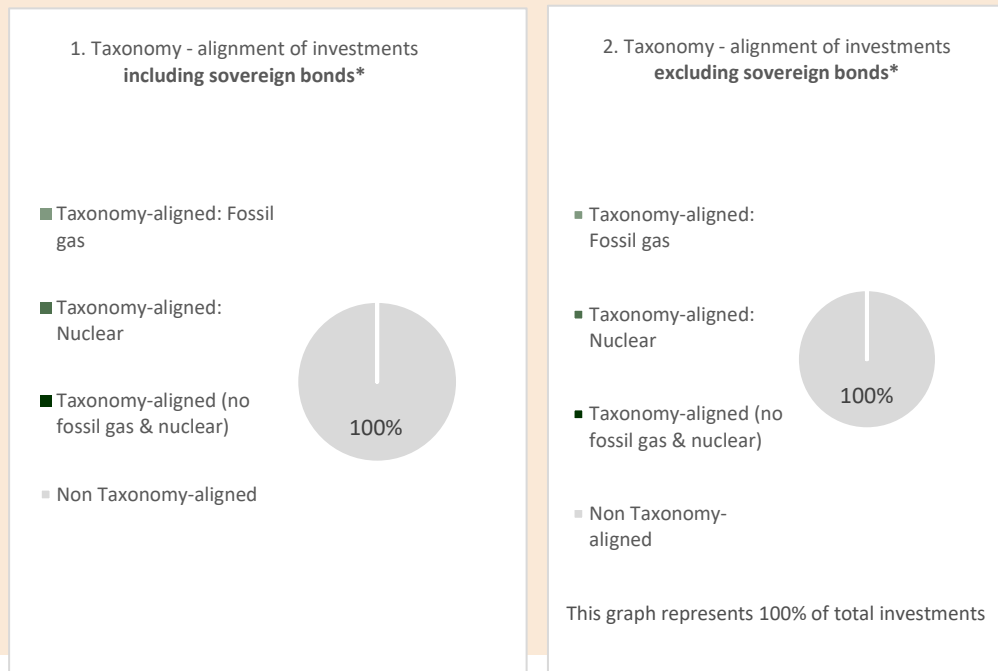 1. Taxonomy - alignment of investments
including sovereign bonds*
Taxonomy-aligned: Fossil
gas
Taxonomy-aligned:
Nuclear
Taxonomy-aligned (no
fossil gas & nuclear)
Non Taxonomy-aligned
100%
2. Taxonomy - alignment of investments
excluding sovereign bonds*
Taxonomy-aligned:
Fossil gas
Taxonomy-aligned:
Nuclear
Taxonomy-aligned (no
fossil gas & nuclear)
Non Taxonomy-
aligned
100%
This graph represents 100% of total investments